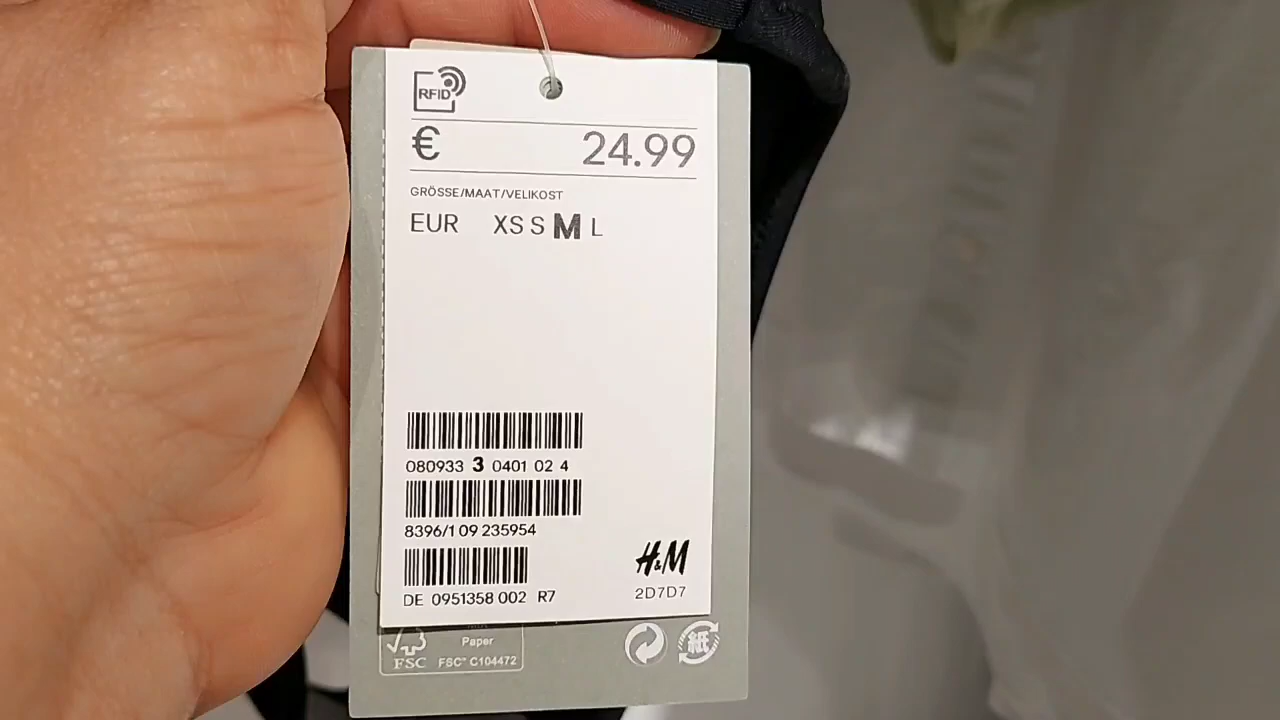 RFID
€ 24.99
GRÖSSE/MAAT/VELIKOST
EUR XS S M L
080933 3 0401 02 4
8396/1 09 235954
DE 0951358 002 R7
H&M
2D7D7
Paper
FSC FSC™ C104472
紙